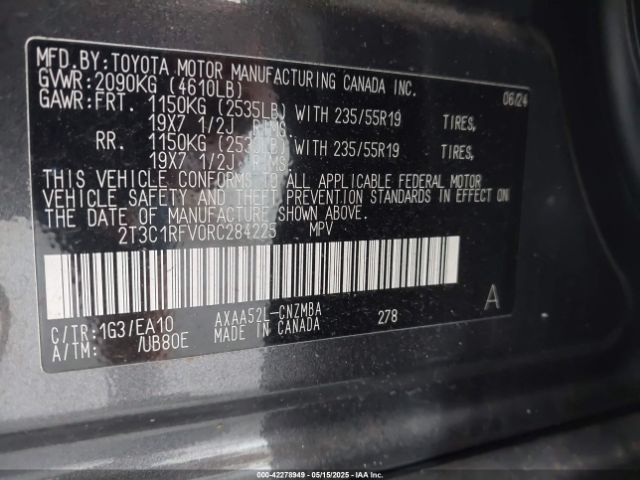 MFD.BY:TOYOTA MOTOR MANUFACTURING CANADA INC.
GVWR:2090KG (4610LB) 06/24
GAWR:FRT. 1150KG (2535LB) WITH 235/55R19 TIRES,
19X7 1/2J RIMS.
RR. 1150KG (2535LB) WITH 235/55R19 TIRES,
19X7 1/2J RIMS.
THIS VEHICLE CONFORMS TO ALL APPLICABLE FEDERAL MOTOR
VEHICLE SAFETY AND THEFT PREVENTION STANDARDS IN EFFECT ON
THE DATE OF MANUFACTURE SHOWN ABOVE.
2T3C1RFV0RC284225 MPV
C/TR:1G3/EA10 AXAA52L-CNZMBA 278 A
A/TM: /UB80E MADE IN CANADA
000-42278949 - 05/15/2025 - IAAI.COM